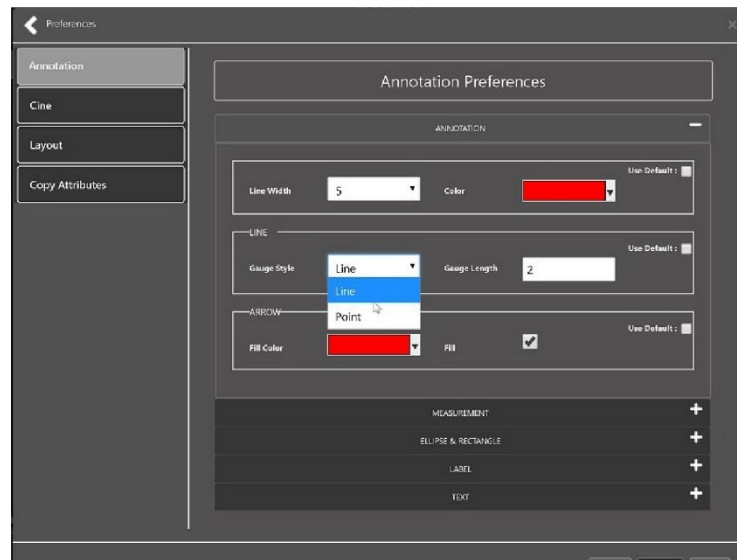 Preferences
Annotation
Cine
Layout
Copy Attributes
Annotation Preferences
ANNOTATION
Use Default :
Line Width 5 Color
LINE
Use Default :
Gauge Style Line Gauge Length 2
Line
Point
ARROW
Use Default :
Fill Color Fill
MEASUREMENT
ELLIPSE & RECTANGLE
LABEL
TEXT